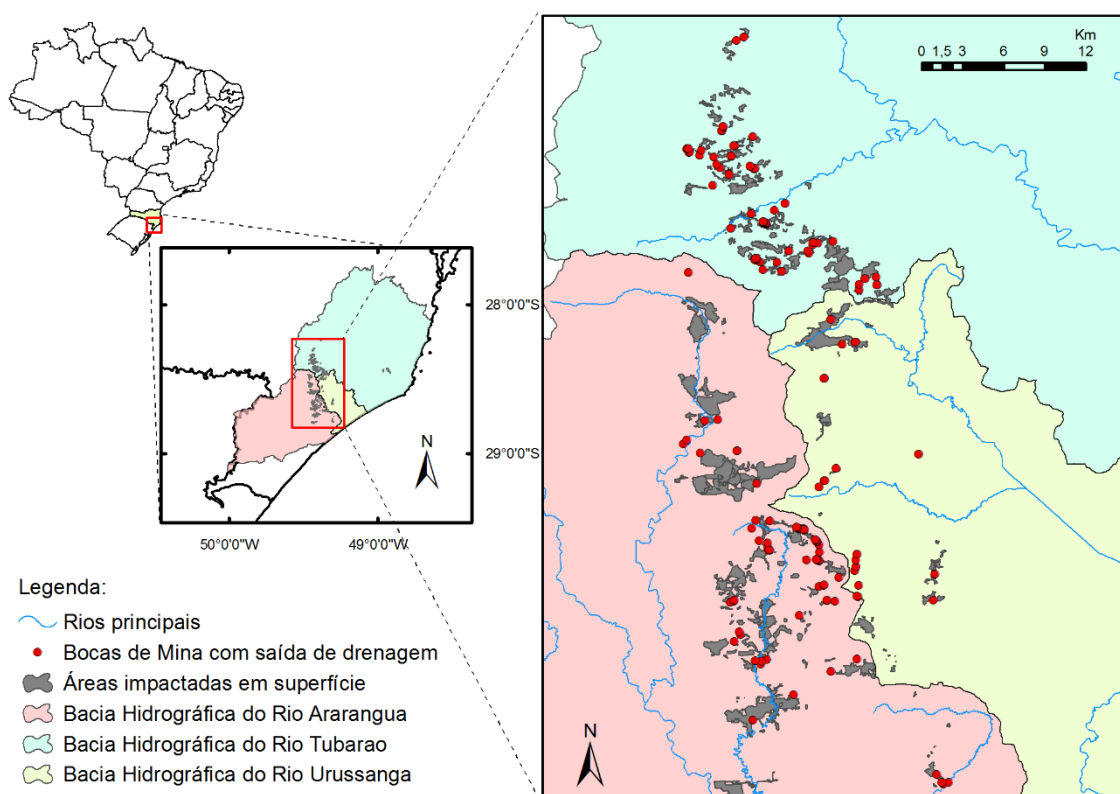 Km
0 1,5 3 6 9 12
28°0'0"S
29°0'0"S
N
50°0'0"W
49°0'0"W
Legenda:
Rios principais
Bocas de Mina com saída de drenagem
Áreas impactadas em superfície
Bacia Hidrográfica do Rio Ararangua
Bacia Hidrográfica do Rio Tubarao
Bacia Hidrográfica do Rio Urussanga
N